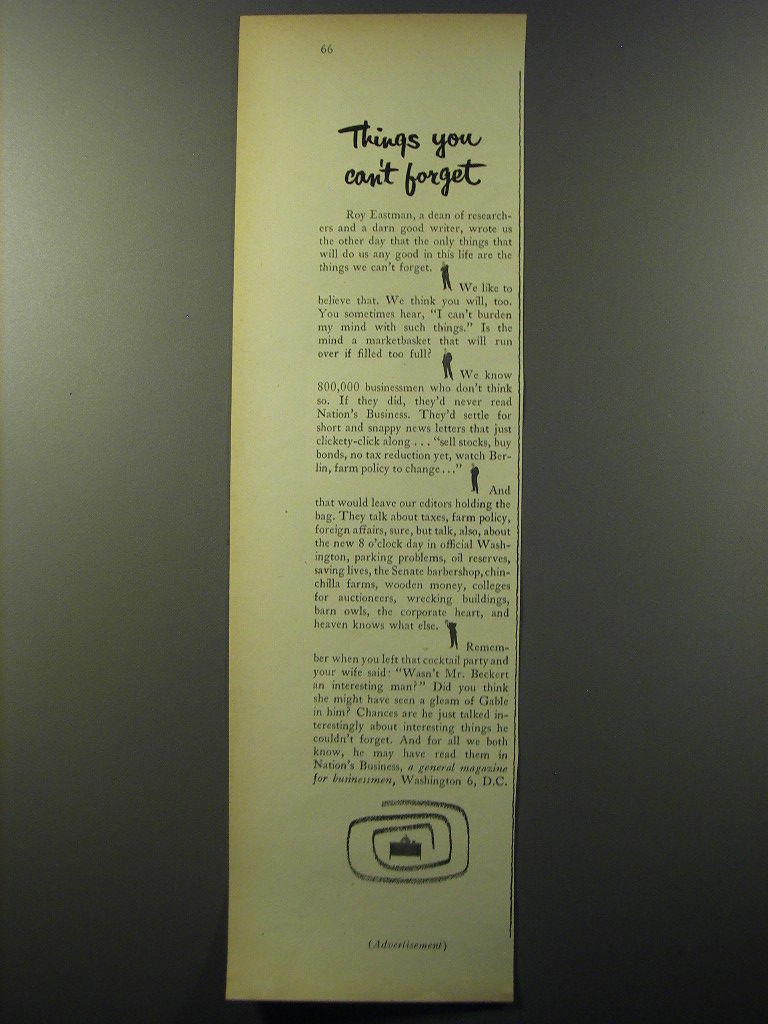 66
Things you
can't forget
Roy Eastman, a dean of research-
ers and a darn good writer, wrote us
the other day that the only things that
will do us any good in this life are the
things we can't forget.
We like to
believe that. We think you will, too.
You sometimes hear, "I can't burden
my mind with such things." Is the
mind a marketbasket that will run
over if filled too full?
We know
800,000 businessmen who don't think
so. If they did, they'd never read
Nation's Business. They'd settle for
short and snappy news letters that just
clickety-click along . . . "sell stocks, buy
bonds, no tax reduction yet, watch Ber-
lin, farm policy to change . . ."
And
that would leave our editors holding the
bag. They talk about taxes, farm policy,
foreign affairs, sure, but talk, also, about
the new 8 o'clock day in official Wash-
ington, parking problems, oil reserves,
saving lives, the Senate barbershop, chin-
chilla farms, wooden money, colleges
for auctioneers, wrecking buildings,
barn owls, the corporate heart, and
heaven knows what else.
Remem-
ber when you left that cocktail party and
your wife said: "Wasn't Mr. Beckert
an interesting man?" Did you think
she might have seen a gleam of Gable
in him? Chances are he just talked in-
terestingly about interesting things he
couldn't forget. And for all we both
know, he may have read them in
Nation's Business, a general magazine
for businessmen, Washington 6, D.C.
(Advertisement)